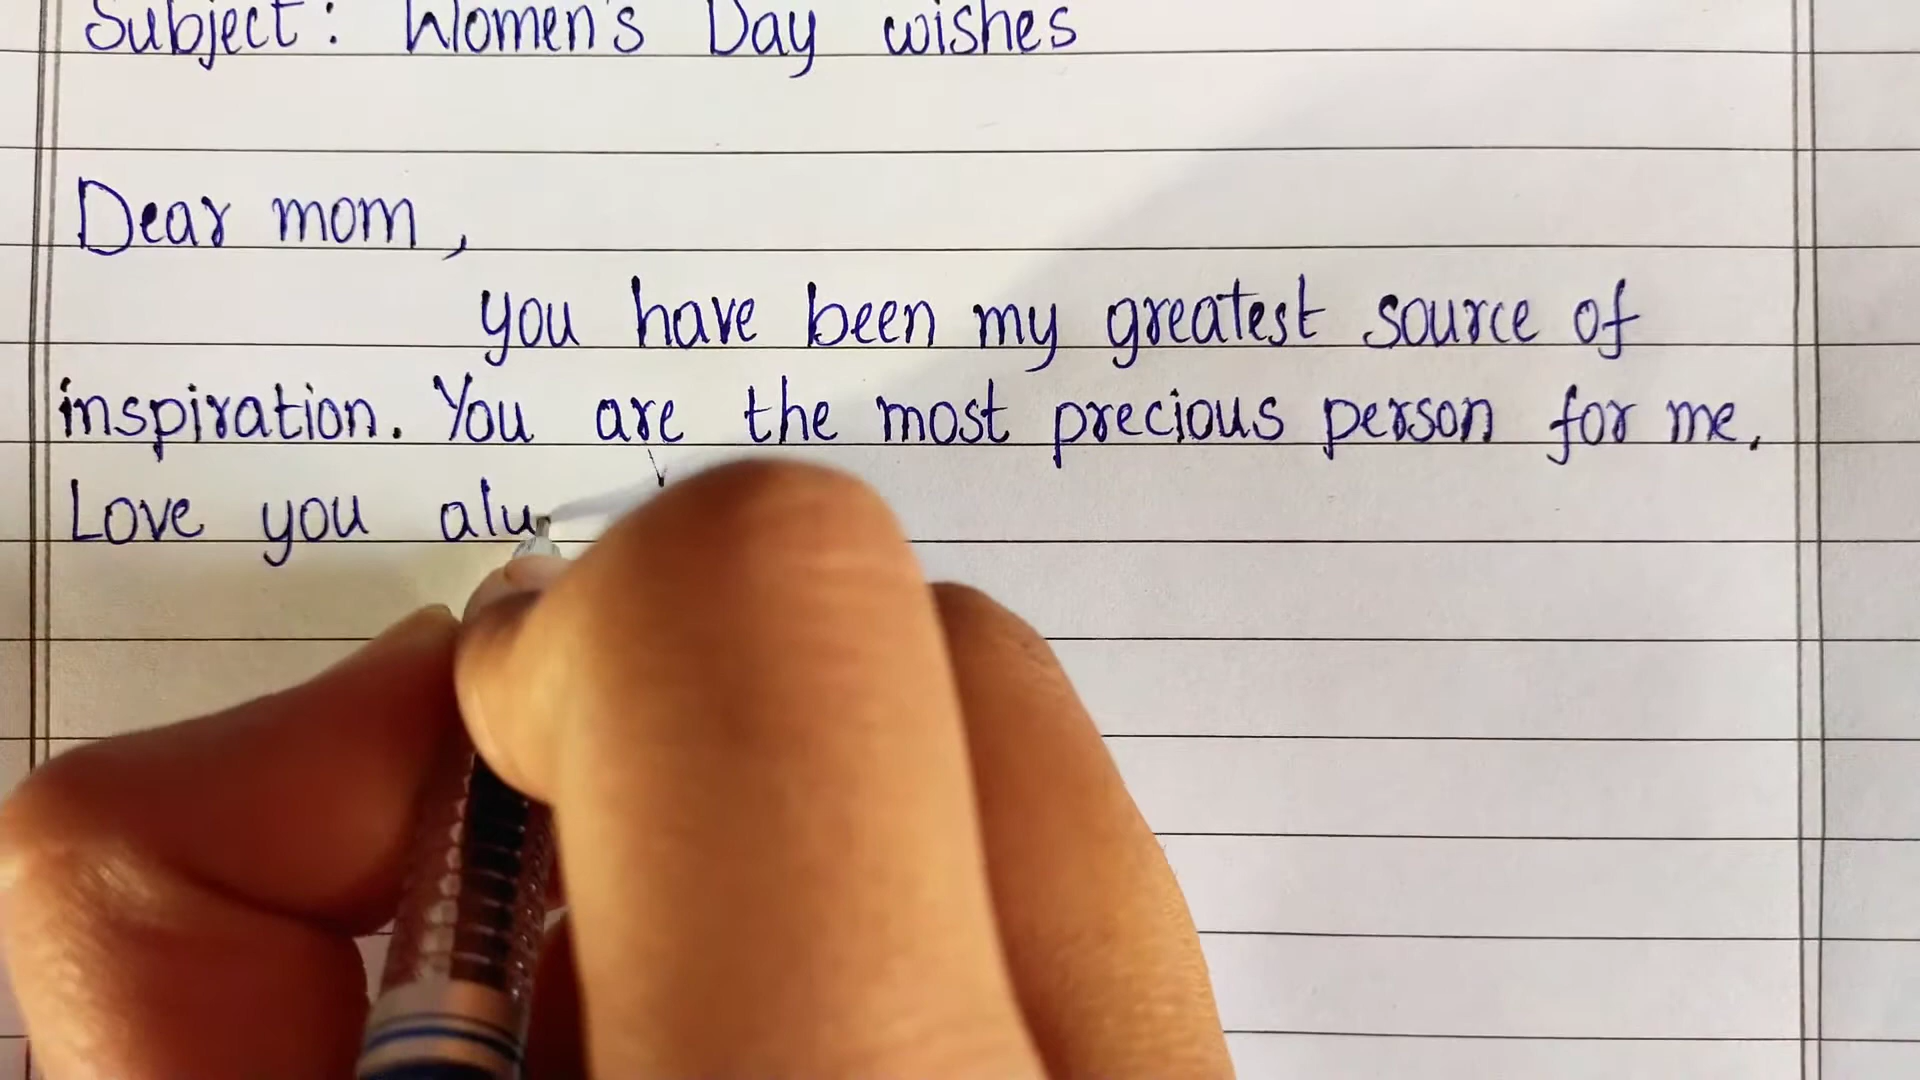 Subject: Women's Day wishes
Dear mom,
you have been my greatest source of
inspiration. You are the most precious person for me.
Love you